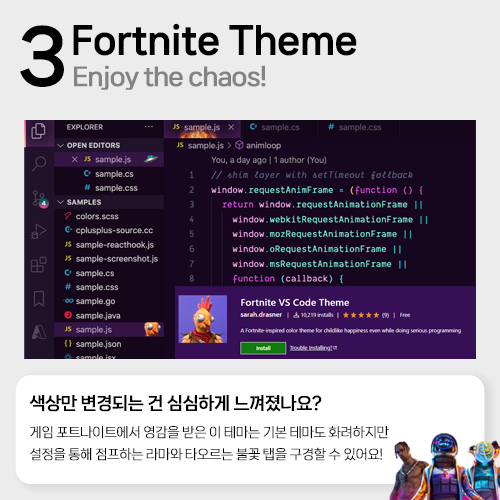 3 Fortnite Theme
Enjoy the chaos!
EXPLORER ···
OPEN EDITORS
× JS sample.js
C· sample.cs
# sample.css
SAMPLES
colors.scss
cplusplus-source.cc
sample-reacthook.js
sample-screenshot.js
sample.cs
sample.css
sample.go
sample.java
JS sample.js
{} sample.json
sample.jsx
4
JS sample.js × sample.cs # sample.css
JS sample.js > animloop
You, a day ago | 1 author (You)
1 // shim layer with setTimeout fallback
2 window.requestAnimFrame = (function () {
3 return window.requestAnimationFrame ||
4 window.webkitRequestAnimationFrame ||
5 window.mozRequestAnimationFrame ||
6 window.oRequestAnimationFrame ||
7 window.msRequestAnimationFrame ||
8 function (callback) {
Fortnite VS Code Theme
sarah.drasner | 10,219 installs | ★★★★★ (9) | Free
A Fortnite-inspired color theme for childlike happiness even while doing serious programming
Install Trouble Installing?
색상만 변경되는 건 심심하게 느껴졌나요?
게임 포트나이트에서 영감을 받은 이 테마는 기본 테마도 화려하지만
설정을 통해 점프하는 라마와 타오르는 불꽃 탭을 구경할 수 있어요!